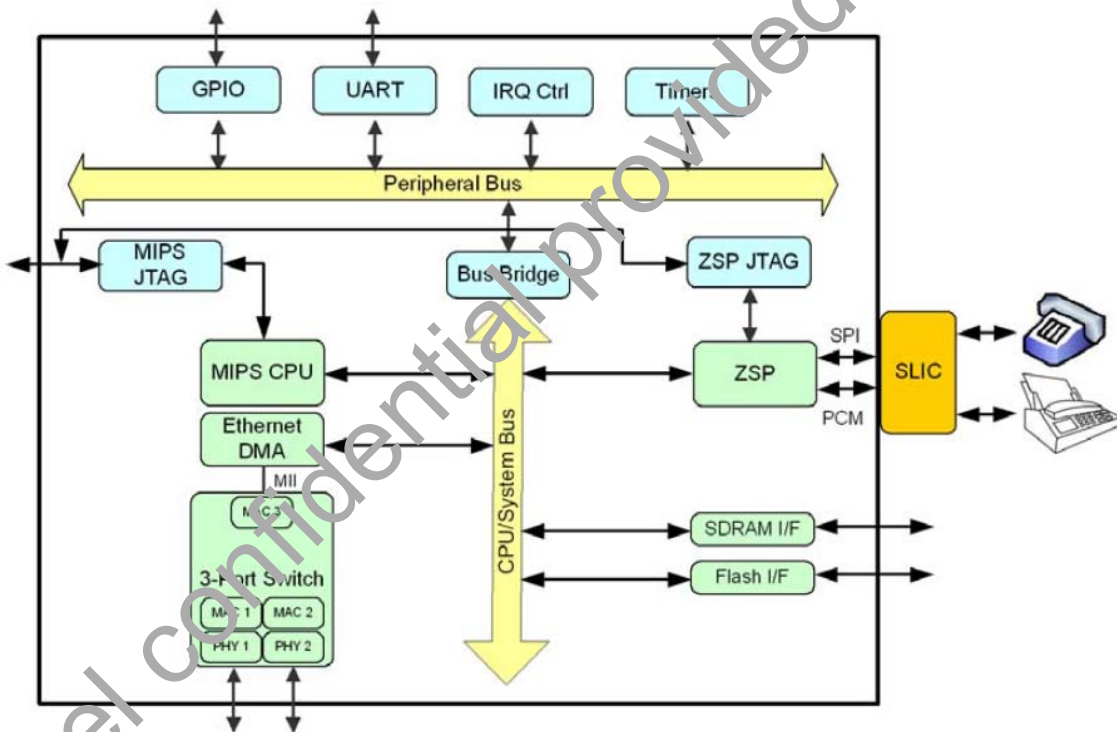 GPIO
UART
IRQ Ctrl
Timers
Peripheral Bus
MIPS
JTAG
Bus Bridge
ZSP JTAG
MIPS CPU
ZSP
SPI
PCM
SLIC
Ethernet
DMA
MII
MAC 3
3-Port Switch
MAC 1
MAC 2
PHY 1
PHY 2
CPU/System Bus
SDRAM I/F
Flash I/F
confidential provided